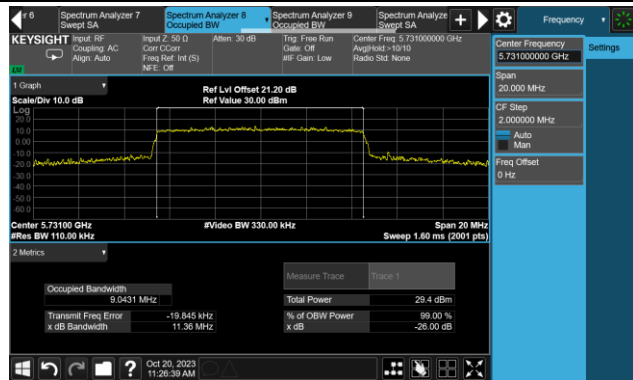 r 6
Spectrum Analyzer 7
Swept SA
Spectrum Analyzer 8
Occupied BW
Spectrum Analyzer 9
Occupied BW
Spectrum Analyze
Swept SA
Frequency
KEYSIGHT
Input: RF
Coupling: AC
Align: Auto
Input Z: 50 Ω
Corr CCorr
Freq Ref: Int (S)
NFE: Off
Atten: 30 dB
Trig: Free Run
Gate: Off
#IF Gain: Low
Center Freq: 5.731000000 GHz
Avg|Hold:>10/10
Radio Std: None
LM
Center Frequency
5.731000000 GHz
Settings
Span
20.000 MHz
CF Step
2.000000 MHz
Auto
Man
Freq Offset
0 Hz
1 Graph
Scale/Div 10.0 dB
Ref Lvl Offset 21.20 dB
Ref Value 30.00 dBm
Log
20.0
10.0
0.00
-10.0
-20.0
-30.0
-40.0
-50.0
-60.0
Center 5.73100 GHz
#Video BW 330.00 kHz
Span 20 MHz
#Res BW 110.00 kHz
Sweep 1.60 ms (2001 pts)
2 Metrics
Measure Trace
Trace 1
Occupied Bandwidth
9.0431 MHz
Total Power
29.4 dBm
Transmit Freq Error
-19.845 kHz
% of OBW Power
99.00 %
x dB Bandwidth
11.36 MHz
x dB
-26.00 dB
?
Oct 20, 2023
11:26:39 AM